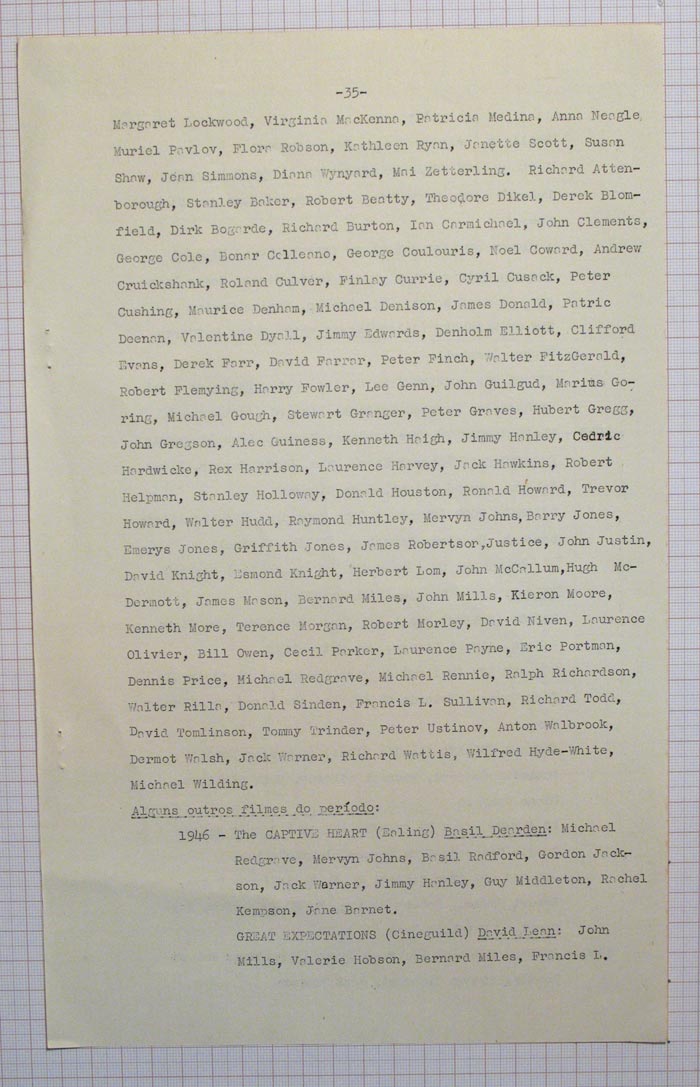 -35-
Margaret Lockwood, Virginia MacKenna, Patricia Medina, Anna Neagle,
Muriel Pavlov, Flora Robson, Kathleen Ryan, Janette Scott, Susan
Shaw, Jean Simmons, Diana Wynyard, Mai Zetterling. Richard Atten-
borough, Stanley Baker, Robert Beatty, Theodore Dikel, Derek Blom-
field, Dirk Bogarde, Richard Burton, Ian Carmichael, John Clements,
George Cole, Bonar Colleano, George Coulouris, Noel Coward, Andrew
Cruickshank, Roland Culver, Finlay Currie, Cyril Cusack, Peter
Cushing, Maurice Denham, Michael Denison, James Donald, Patric
Doenan, Valentine Dyall, Jimmy Edwards, Denholm Elliott, Clifford
Evans, Derek Farr, David Farrar, Peter Finch, Walter FitzGerald,
Robert Flemying, Harry Fowler, Lee Genn, John Guilgud, Marius Go-
ring, Michael Gough, Stewart Granger, Peter Graves, Hubert Gregg,
John Gregson, Alec Guiness, Kenneth Haigh, Jimmy Hanley, Cedric
Hardwicke, Rex Harrison, Laurence Harvey, Jack Hawkins, Robert
Helpman, Stanley Holloway, Donald Houston, Ronald Howard, Trevor
Howard, Walter Hudd, Raymond Huntley, Mervyn Johns, Barry Jones,
Emerys Jones, Griffith Jones, James Robertson,Justice, John Justin,
David Knight, Esmond Knight, Herbert Lom, John McCallum,Hugh Mc-
Dermott, James Mason, Bernard Miles, John Mills, Kieron Moore,
Kenneth More, Terence Morgan, Robert Morley, David Niven, Laurence
Olivier, Bill Owen, Cecil Parker, Laurence Payne, Eric Portman,
Dennis Price, Michael Redgrave, Michael Rennie, Ralph Richardson,
Walter Rilla, Donald Sinden, Francis L. Sullivan, Richard Todd,
David Tomlinson, Tommy Trinder, Peter Ustinov, Anton Walbrook,
Dermot Walsh, Jack Warner, Richard Wattis, Wilfred Hyde-White,
Michael Wilding.
Alguns outros filmes do período:
1946 - The CAPTIVE HEART (Ealing) Basil Dearden: Michael
Redgrave, Mervyn Johns, Basil Radford, Gordon Jack-
son, Jack Warner, Jimmy Hanley, Guy Middleton, Rachel
Kempson, Jane Barnet.
GREAT EXPECTATIONS (Cineguild) David Lean: John
Mills, Valerie Hobson, Bernard Miles, Francis L.